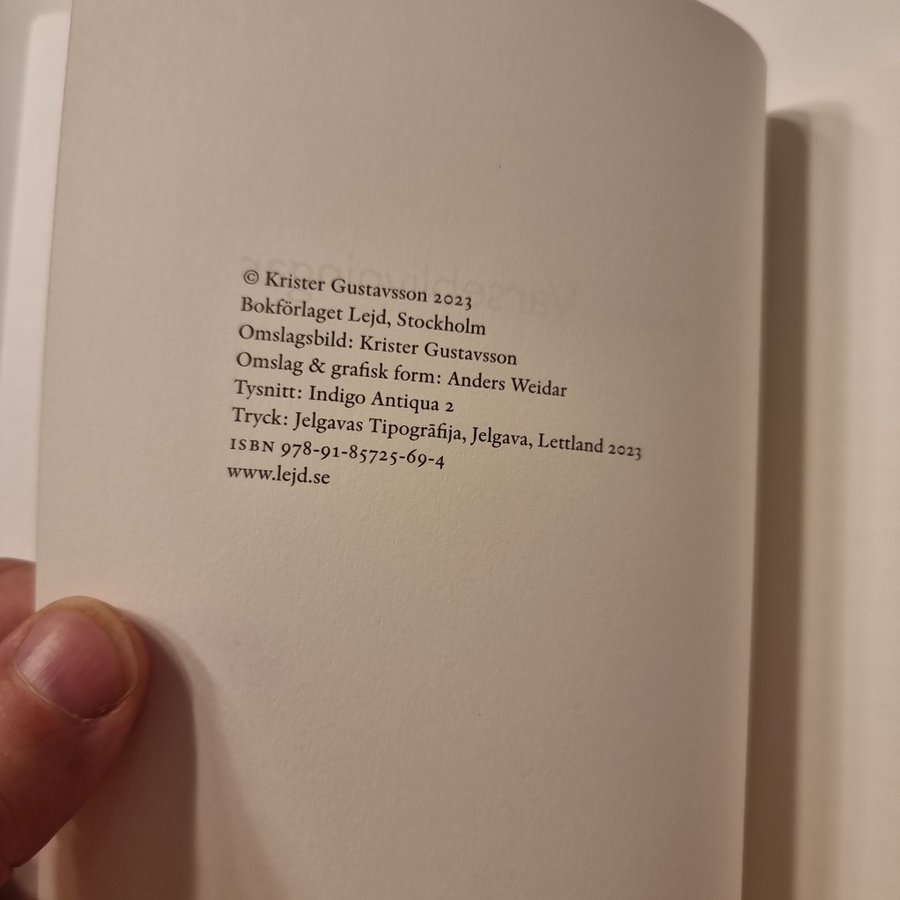 © Krister Gustavsson 2023
Bokförlaget Lejd, Stockholm
Omslagsbild: Krister Gustavsson
Omslag & grafisk form: Anders Weidar
Tysnitt: Indigo Antiqua 2
Tryck: Jelgavas Tipogrāfija, Jelgava, Lettland 2023
ISBN 978-91-85725-69-4
www.lejd.se